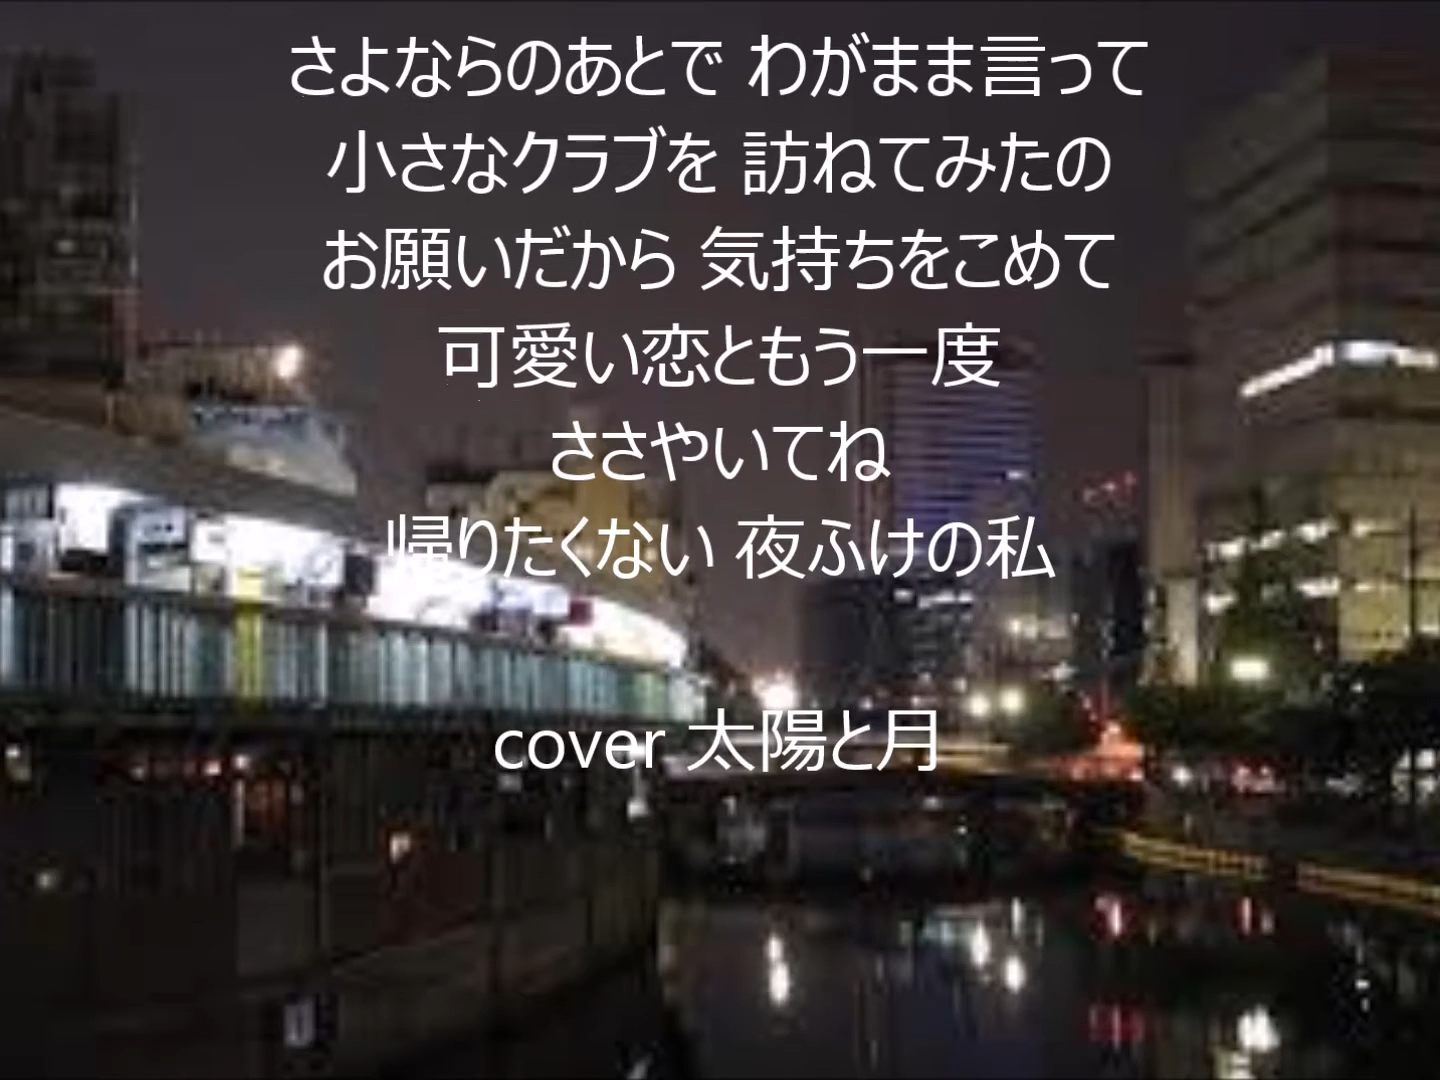 さよならのあとで わがまま言って
小さなクラブを 訪ねてみたの
お願いだから 気持ちをこめて
可愛い恋ともう一度
ささやいてね
帰りたくない 夜ふけの私
cover 太陽と月